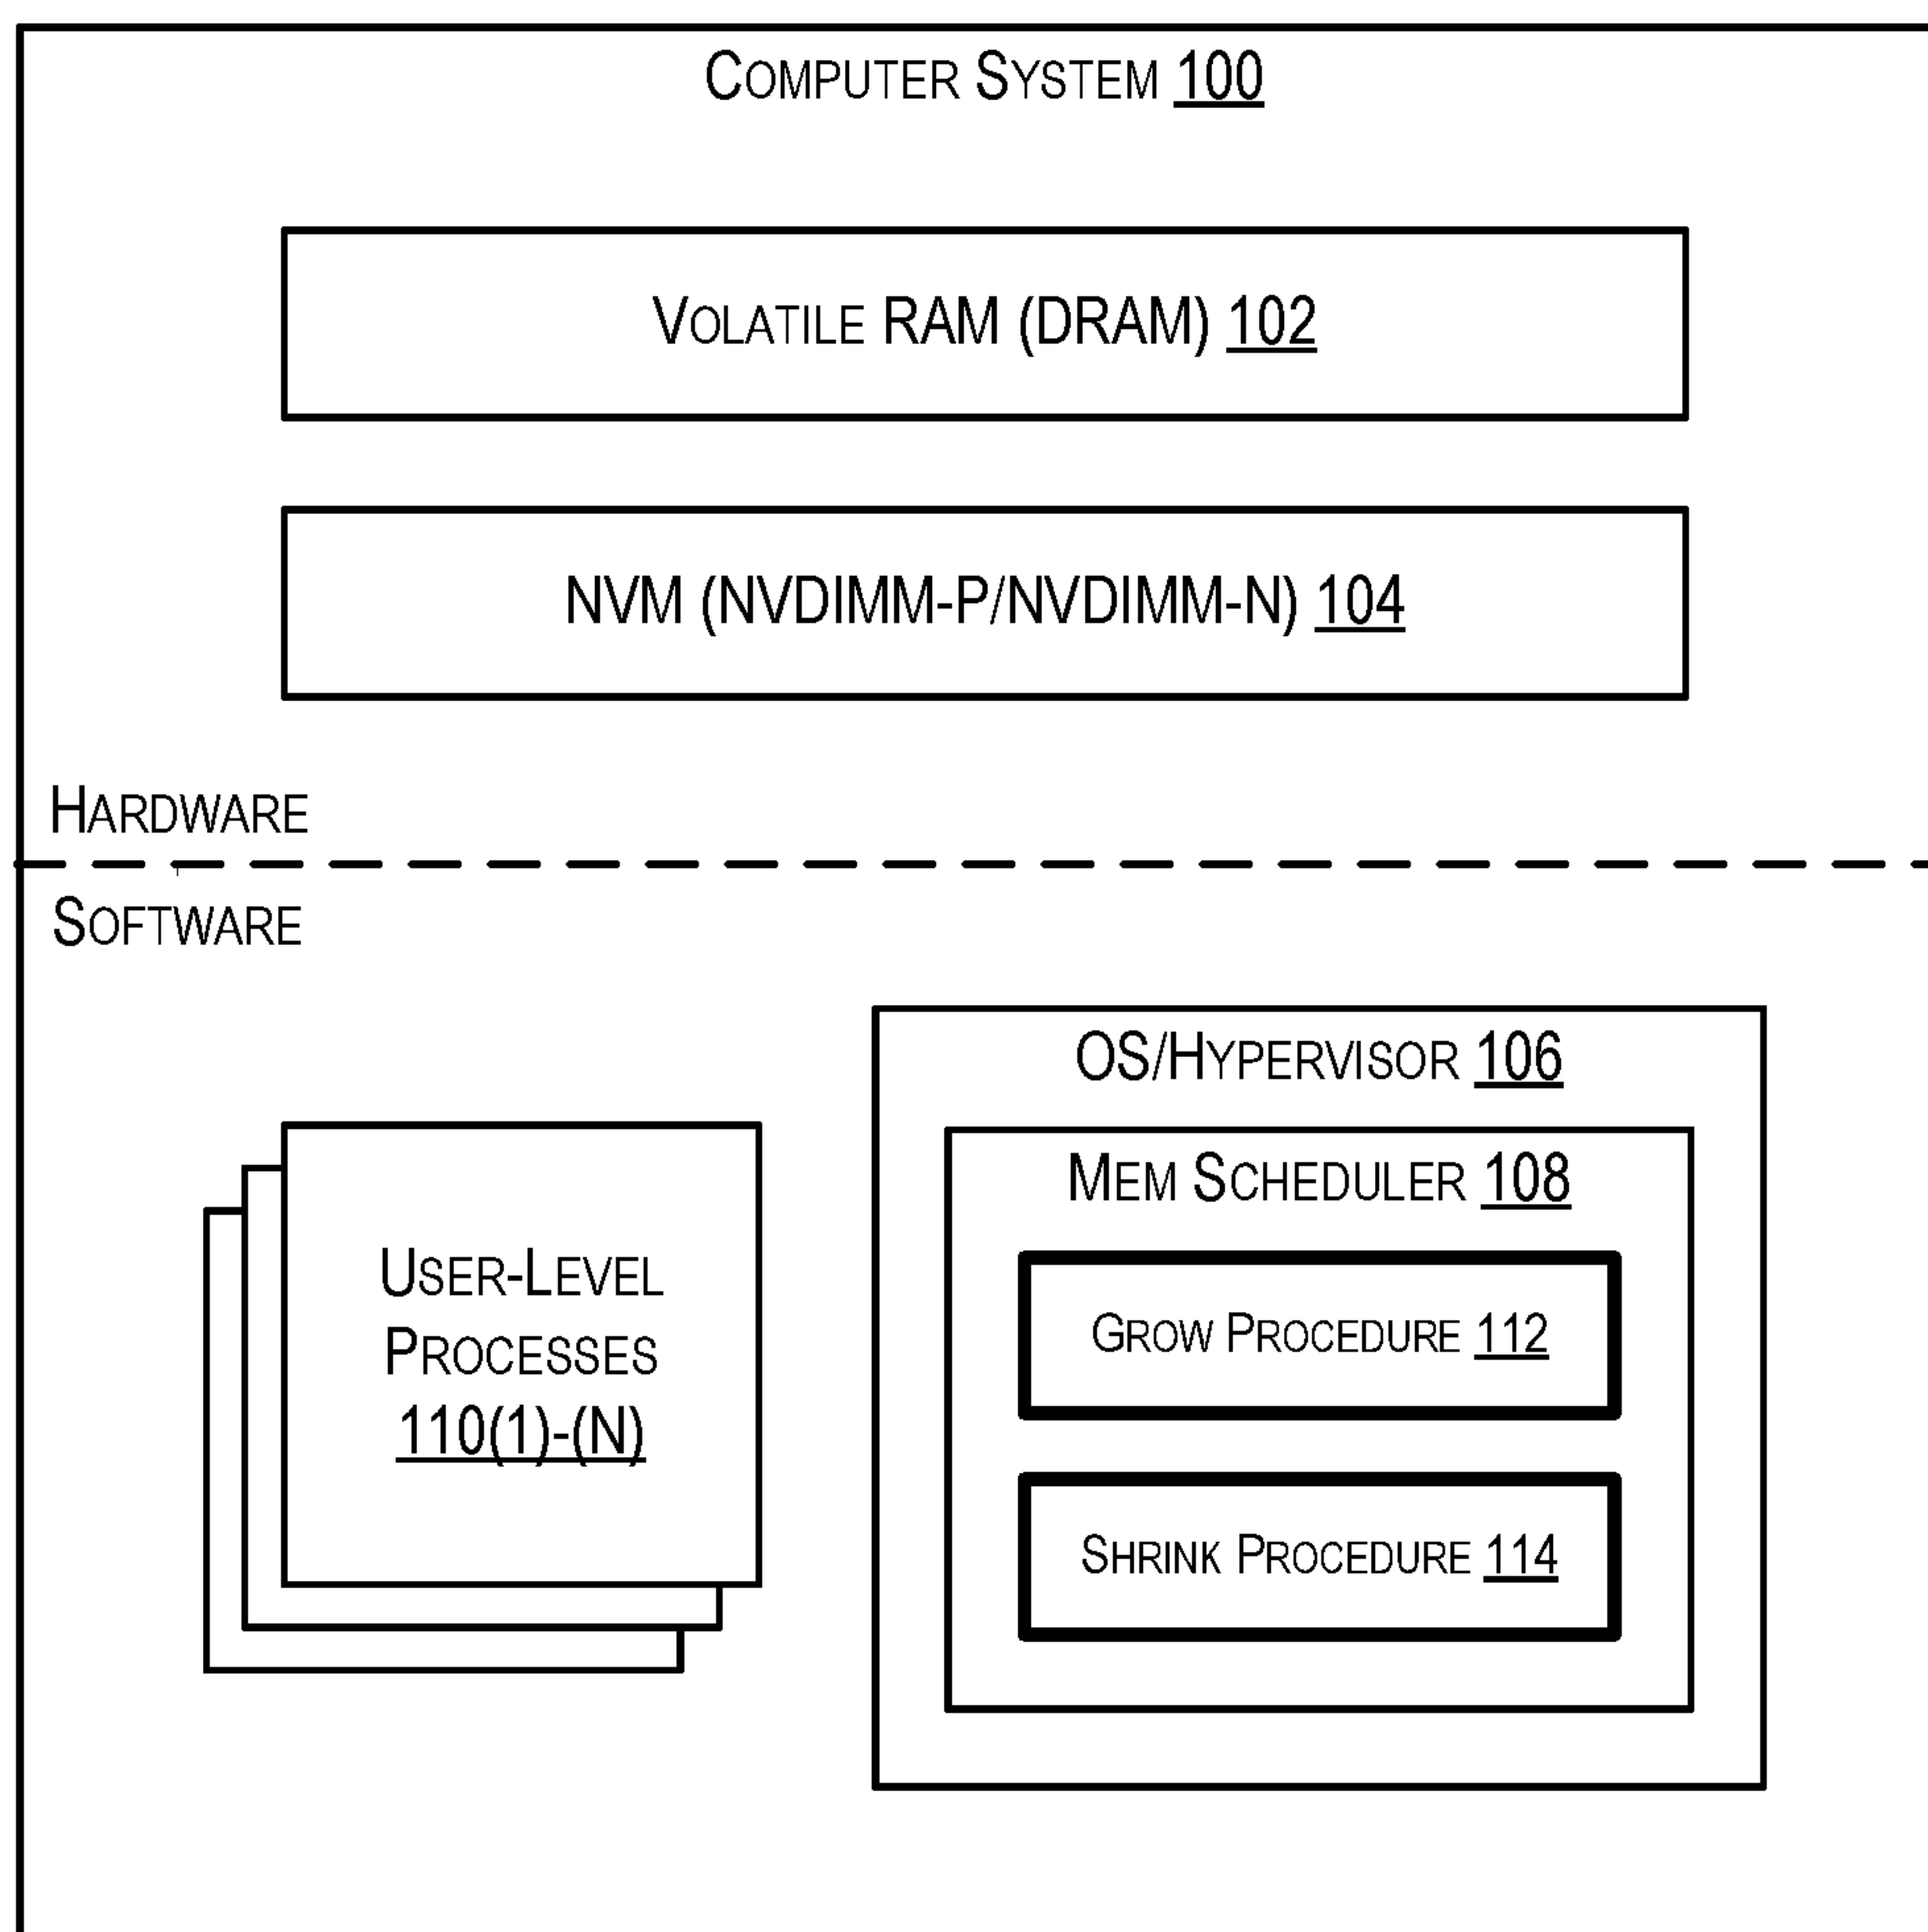 COMPUTER SYSTEM 100
VOLATILE RAM (DRAM) 102
NVM (NVDIMM-P/NVDIMM-N) 104
HARDWARE
SOFTWARE
OS/HYPERVISOR 106
MEM SCHEDULER 108
USER-LEVEL
PROCESSES
110(1)-(N)
GROW PROCEDURE 112
SHRINK PROCEDURE 114